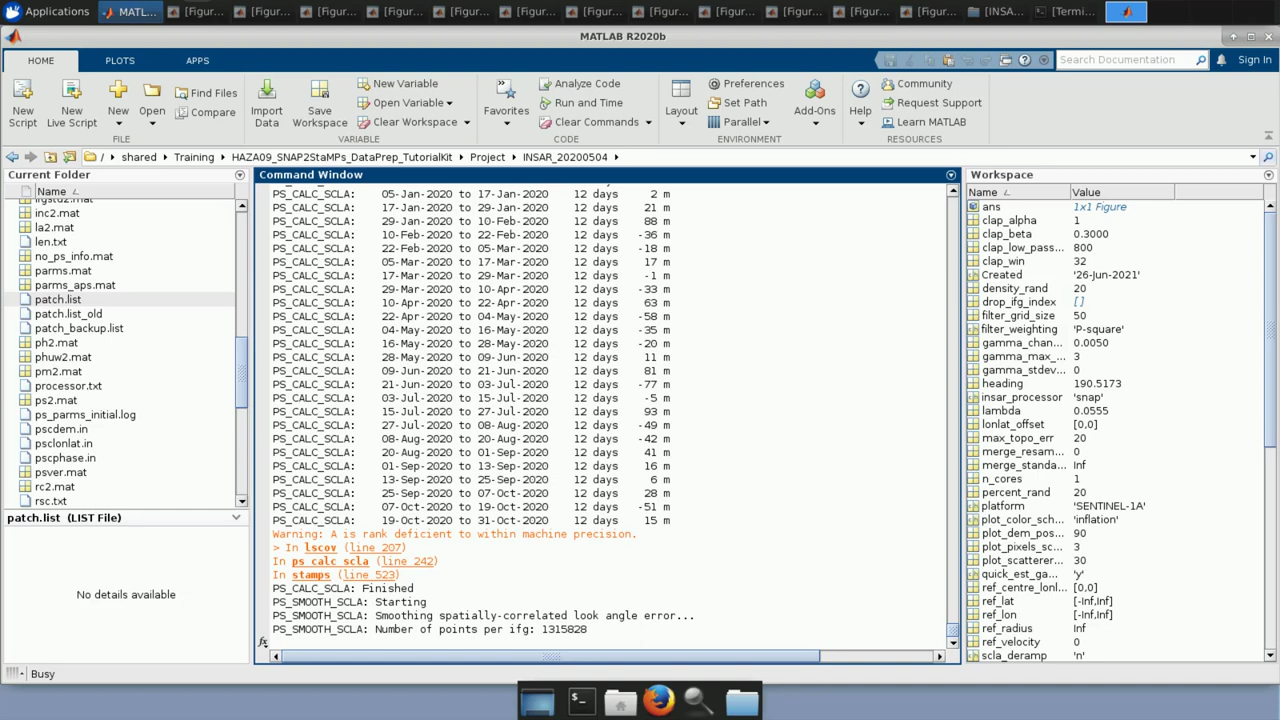 Applications
MATL...
[Figur...
[Figur...
[Figur...
[Figur...
[Figur...
[Figur...
[Figur...
[Figur...
[Figur...
[Figur...
[Figur...
[Figur...
[INSA...
[Termi...
MATLAB R2020b
HOME
PLOTS
APPS
Search Documentation
Sign In
New Script
New Live Script
New
Open
Find Files
Compare
Import Data
Save Workspace
New Variable
Open Variable
Clear Workspace
Favorites
Analyze Code
Run and Time
Clear Commands
Layout
Preferences
Set Path
Parallel
Add-Ons
Help
Community
Request Support
Learn MATLAB
FILE
VARIABLE
CODE
ENVIRONMENT
RESOURCES
/ shared Training HAZA09_SNAP2StaMPs_DataPrep_TutorialKit Project INSAR_20200504
Current Folder
Name
inc2.mat
la2.mat
len.txt
no_ps_info.mat
parms.mat
parms_aps.mat
patch.list
patch.list_old
patch_backup.list
ph2.mat
phuw2.mat
pm2.mat
processor.txt
ps2.mat
ps_parms_initial.log
pscdem.in
psclonlat.in
pscphase.in
psver.mat
rc2.mat
rsc.txt
patch.list (LIST File)
No details available
Command Window
PS_CALC_SCLA: 05-Jan-2020 to 17-Jan-2020 12 days 2 m
PS_CALC_SCLA: 17-Jan-2020 to 29-Jan-2020 12 days 21 m
PS_CALC_SCLA: 29-Jan-2020 to 10-Feb-2020 12 days 88 m
PS_CALC_SCLA: 10-Feb-2020 to 22-Feb-2020 12 days -36 m
PS_CALC_SCLA: 22-Feb-2020 to 05-Mar-2020 12 days -18 m
PS_CALC_SCLA: 05-Mar-2020 to 17-Mar-2020 12 days 17 m
PS_CALC_SCLA: 17-Mar-2020 to 29-Mar-2020 12 days -1 m
PS_CALC_SCLA: 29-Mar-2020 to 10-Apr-2020 12 days -33 m
PS_CALC_SCLA: 10-Apr-2020 to 22-Apr-2020 12 days 63 m
PS_CALC_SCLA: 22-Apr-2020 to 04-May-2020 12 days -58 m
PS_CALC_SCLA: 04-May-2020 to 16-May-2020 12 days -35 m
PS_CALC_SCLA: 16-May-2020 to 28-May-2020 12 days -20 m
PS_CALC_SCLA: 28-May-2020 to 09-Jun-2020 12 days 11 m
PS_CALC_SCLA: 09-Jun-2020 to 21-Jun-2020 12 days 81 m
PS_CALC_SCLA: 21-Jun-2020 to 03-Jul-2020 12 days -77 m
PS_CALC_SCLA: 03-Jul-2020 to 15-Jul-2020 12 days -5 m
PS_CALC_SCLA: 15-Jul-2020 to 27-Jul-2020 12 days 93 m
PS_CALC_SCLA: 27-Jul-2020 to 08-Aug-2020 12 days -49 m
PS_CALC_SCLA: 08-Aug-2020 to 20-Aug-2020 12 days -42 m
PS_CALC_SCLA: 20-Aug-2020 to 01-Sep-2020 12 days 41 m
PS_CALC_SCLA: 01-Sep-2020 to 13-Sep-2020 12 days 16 m
PS_CALC_SCLA: 13-Sep-2020 to 25-Sep-2020 12 days 6 m
PS_CALC_SCLA: 25-Sep-2020 to 07-Oct-2020 12 days 28 m
PS_CALC_SCLA: 07-Oct-2020 to 19-Oct-2020 12 days -51 m
PS_CALC_SCLA: 19-Oct-2020 to 31-Oct-2020 12 days 15 m
Warning: A is rank deficient to within machine precision.
> In lscov (line 207)
In ps_calc_scla (line 242)
In stamps (line 523)
PS_CALC_SCLA: Finished
PS_SMOOTH_SCLA: Starting
PS_SMOOTH_SCLA: Smoothing spatially-correlated look angle error...
PS_SMOOTH_SCLA: Number of points per ifg: 1315828
fx
Workspace
Name Value
ans 1x1 Figure
clap_alpha 1
clap_beta 0.3000
clap_low_pass... 800
clap_win 32
Created '26-Jun-2021'
density_rand 20
drop_ifg_index []
filter_grid_size 50
filter_weighting 'P-square'
gamma_chan... 0.0050
gamma_max_... 3
gamma_stdev... 0
heading 190.5173
insar_processor 'snap'
lambda 0.0555
lonlat_offset [0,0]
max_topo_err 20
merge_resam... 0
merge_standa... Inf
n_cores 1
percent_rand 20
platform 'SENTINEL-1A'
plot_color_sch... 'inflation'
plot_dem_pos... 90
plot_pixels_sc... 3
plot_scatterer... 30
quick_est_ga... 'y'
ref_centre_lonl... [0,0]
ref_lat [-Inf,Inf]
ref_lon [-Inf,Inf]
ref_radius Inf
ref_velocity 0
scla_deramp 'n'
Busy